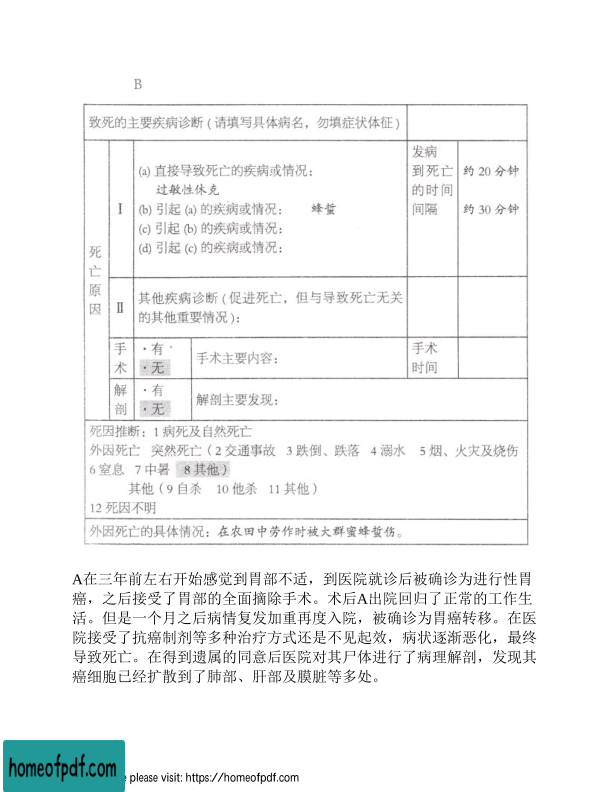 B
致死的主要疾病诊断(请填写具体病名，勿填症状体征)
死亡原因
I
(a) 直接导致死亡的疾病或情况：
过敏性休克
(b) 引起 (a) 的疾病或情况： 蜂蜇
(c) 引起 (b) 的疾病或情况：
(d) 引起 (c) 的疾病或情况：
发病
到死亡
的时间
间隔
约 20 分钟
约 30 分钟
II
其他疾病诊断(促进死亡，但与导致死亡无关
的其他重要情况)：
手术
·有·
·无
手术主要内容：
手术
时间
解剖
·有
·无
解剖主要发现：
死因推断：1 病死及自然死亡
外因死亡 突然死亡(2 交通事故 3 跌倒、跌落 4 溺水 5 烟、火灾及烧伤
6 窒息 7 中暑 8 其他)
其他(9 自杀 10 他杀 11 其他)
12 死因不明
外因死亡的具体情况：在农田中劳作时被大群蜜蜂蜇伤。
A在三年前左右开始感觉到胃部不适，到医院就诊后被确诊为进行性胃
癌，之后接受了胃部的全面摘除手术。术后A出院回归了正常的工作生
活。但是一个月之后病情复发加重再度入院，被确诊为胃癌转移。在医
院接受了抗癌制剂等多种治疗方式还是不见起效，病状逐渐恶化，最终
导致死亡。在得到遗属的同意后医院对其尸体进行了病理解剖，发现其
癌细胞已经扩散到了肺部、肝部及膜脏等多处。
homeofpdf.com
e please visit: https://homeofpdf.com